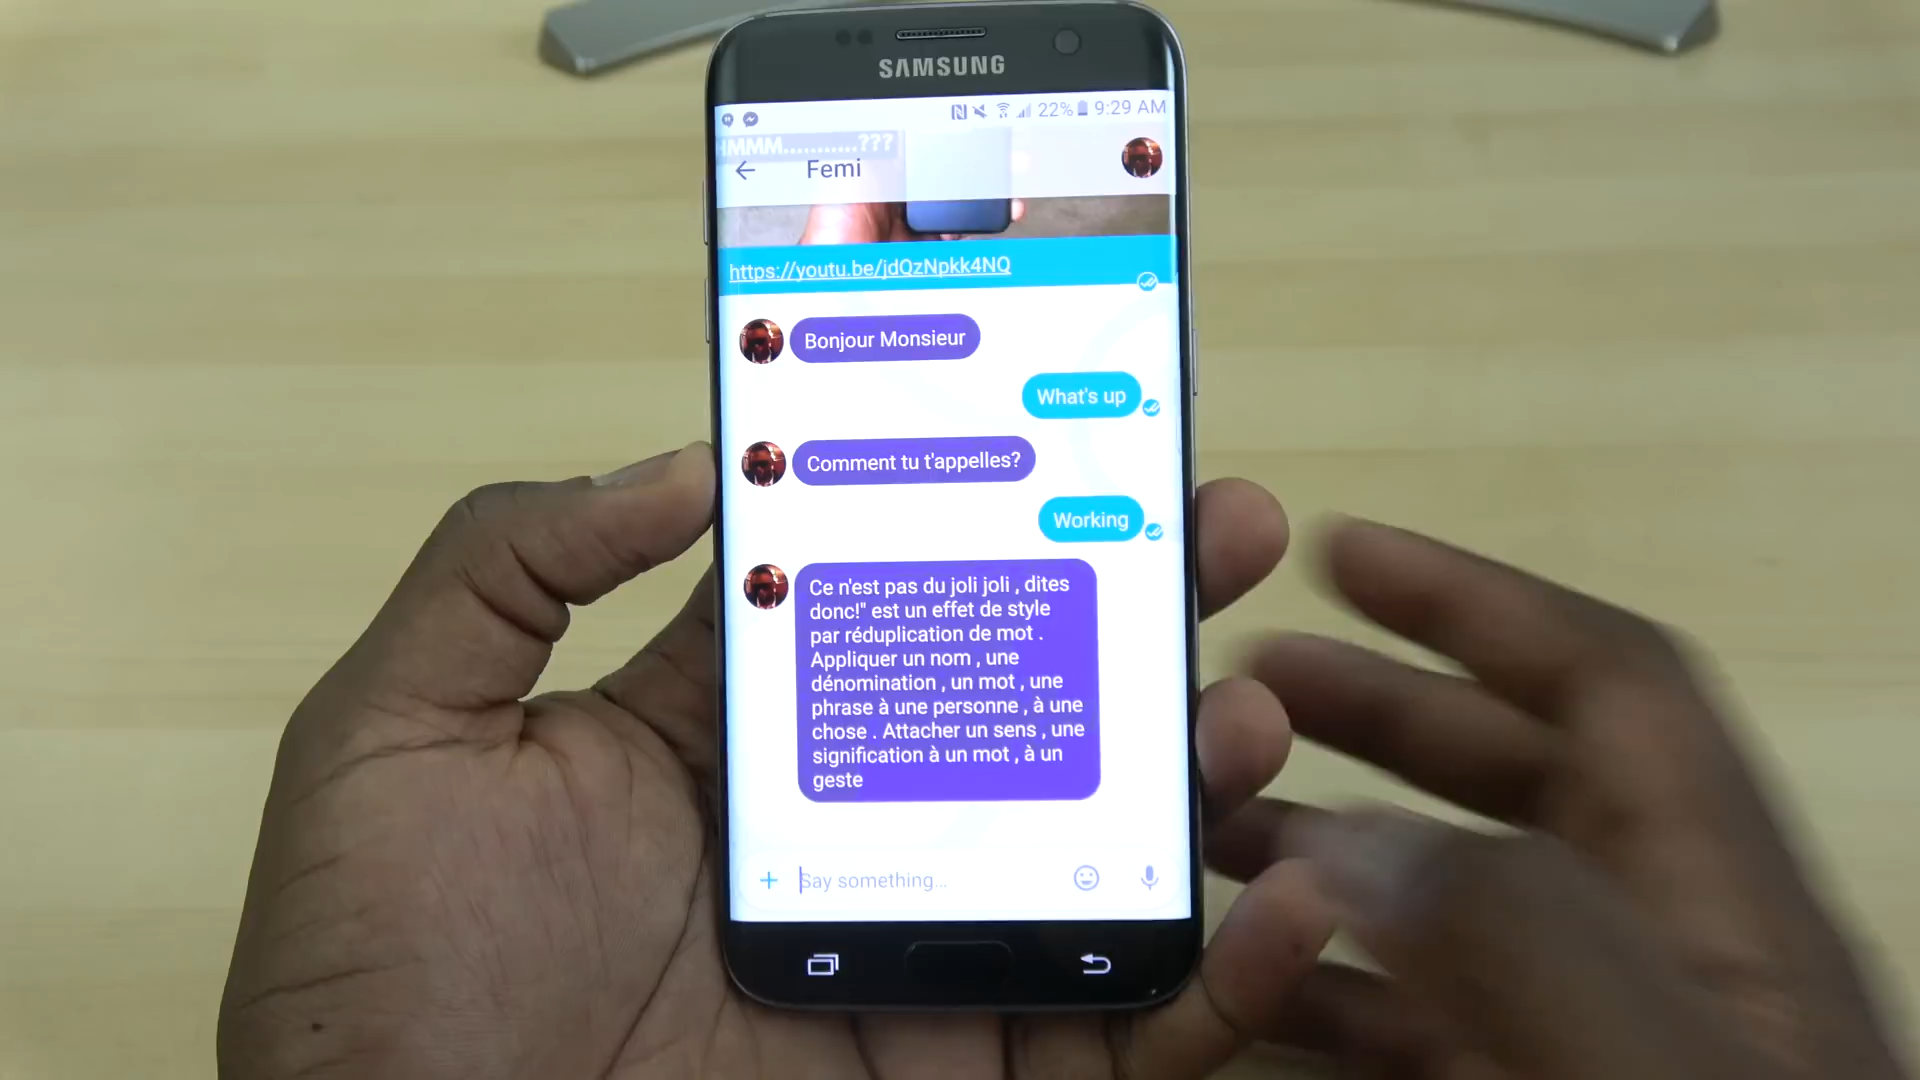 SAMSUNG
22% 9:29 AM
HMMM...........???
Femi
https://youtu.be/jdQzNpkk4NQ
Bonjour Monsieur
What's up
Comment tu t'appelles?
Working
Ce n'est pas du joli joli , dites
donc!" est un effet de style
par réduplication de mot .
Appliquer un nom , une
dénomination , un mot , une
phrase à une personne , à une
chose . Attacher un sens , une
signification à un mot , à un
geste
Say something...